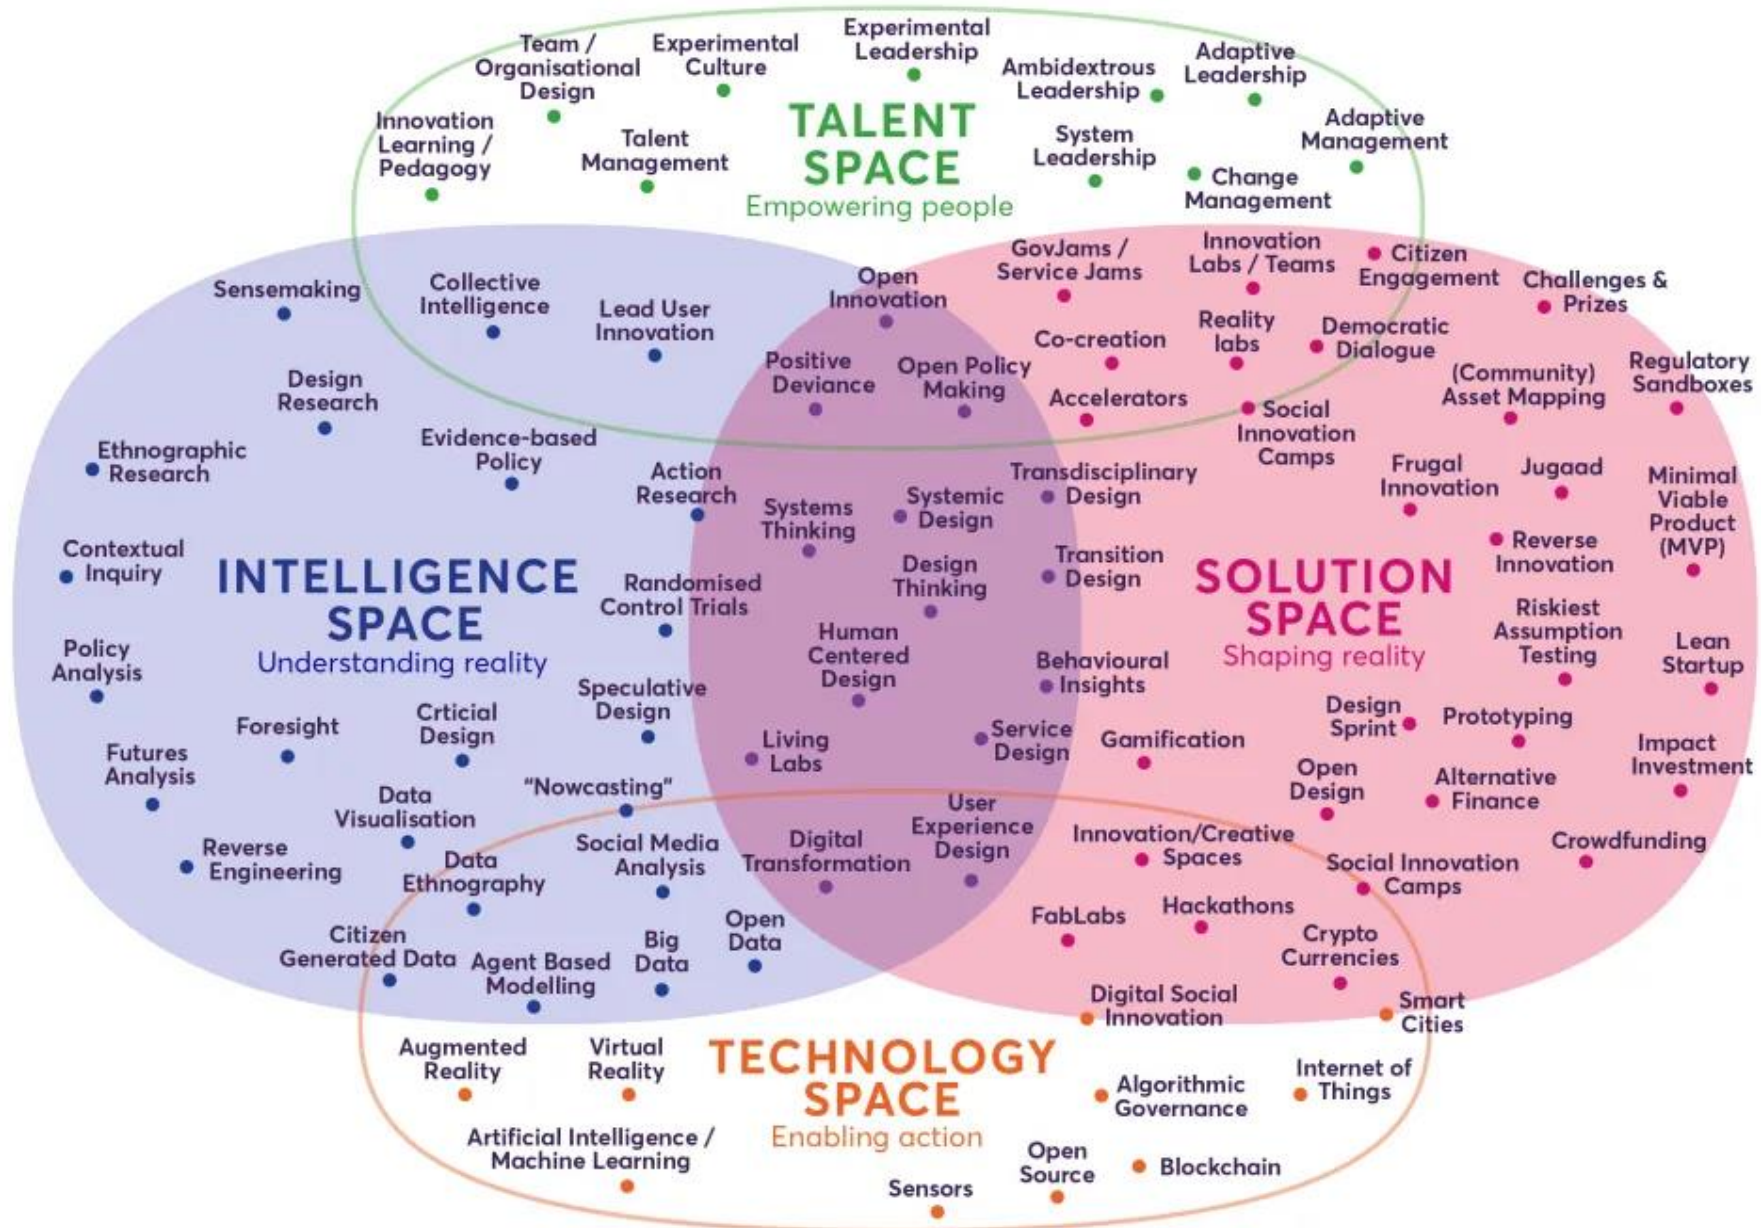 Experimental
Leadership
Team /
Organisational
Design
Experimental
Culture
Ambidextrous
Leadership
Adaptive
Leadership
Innovation
Learning /
Pedagogy
Talent
Management
TALENT
SPACE
Empowering people
System
Leadership
Adaptive
Management
Change
Management
Sensemaking
Collective
Intelligence
Lead User
Innovation
Open
Innovation
GovJams /
Service Jams
Innovation
Labs / Teams
Citizen
Engagement
Challenges &
Prizes
Design
Research
Positive
Deviance
Open Policy
Making
Co-creation
Reality
labs
Democratic
Dialogue
(Community)
Asset Mapping
Regulatory
Sandboxes
Accelerators
Social
Innovation
Camps
Ethnographic
Research
Evidence-based
Policy
Action
Research
Systems
Thinking
Systemic
Design
Transdisciplinary
Design
Frugal
Innovation
Jugaad
Minimal
Viable
Product
(MVP)
Contextual
Inquiry
INTELLIGENCE
SPACE
Understanding reality
Randomised
Control Trials
Design
Thinking
Transition
Design
SOLUTION
SPACE
Shaping reality
Reverse
Innovation
Riskiest
Assumption
Testing
Lean
Startup
Policy
Analysis
Human
Centered
Design
Behavioural
Insights
Speculative
Design
Foresight
Crticial
Design
Living
Labs
Service
Design
Gamification
Design
Sprint
Prototyping
Impact
Investment
Futures
Analysis
"Nowcasting"
Open
Design
Alternative
Finance
Data
Visualisation
User
Experience
Design
Reverse
Engineering
Data
Ethnography
Social Media
Analysis
Digital
Transformation
Innovation/Creative
Spaces
Social Innovation
Camps
Crowdfunding
Citizen
Generated Data
Agent Based
Modelling
Big
Data
Open
Data
FabLabs
Hackathons
Crypto
Currencies
Digital Social
Innovation
Smart
Cities
Augmented
Reality
Virtual
Reality
TECHNOLOGY
SPACE
Enabling action
Algorithmic
Governance
Internet of
Things
Artificial Intelligence /
Machine Learning
Sensors
Open
Source
Blockchain